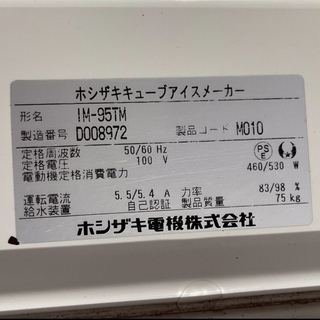 ホシザキキューブアイスメーカー
形名 IM-95TM
製造番号 D008972 製品コード M010
定格周波数 50/60 Hz
定格電圧 100 V
電動機定格消費電力 460/530 W
PSE
運転電流 5.5/5.4 A 力率 83/98 %
給水装置 自己認証 製品質量 75 kg
ホシザキ電機株式会社